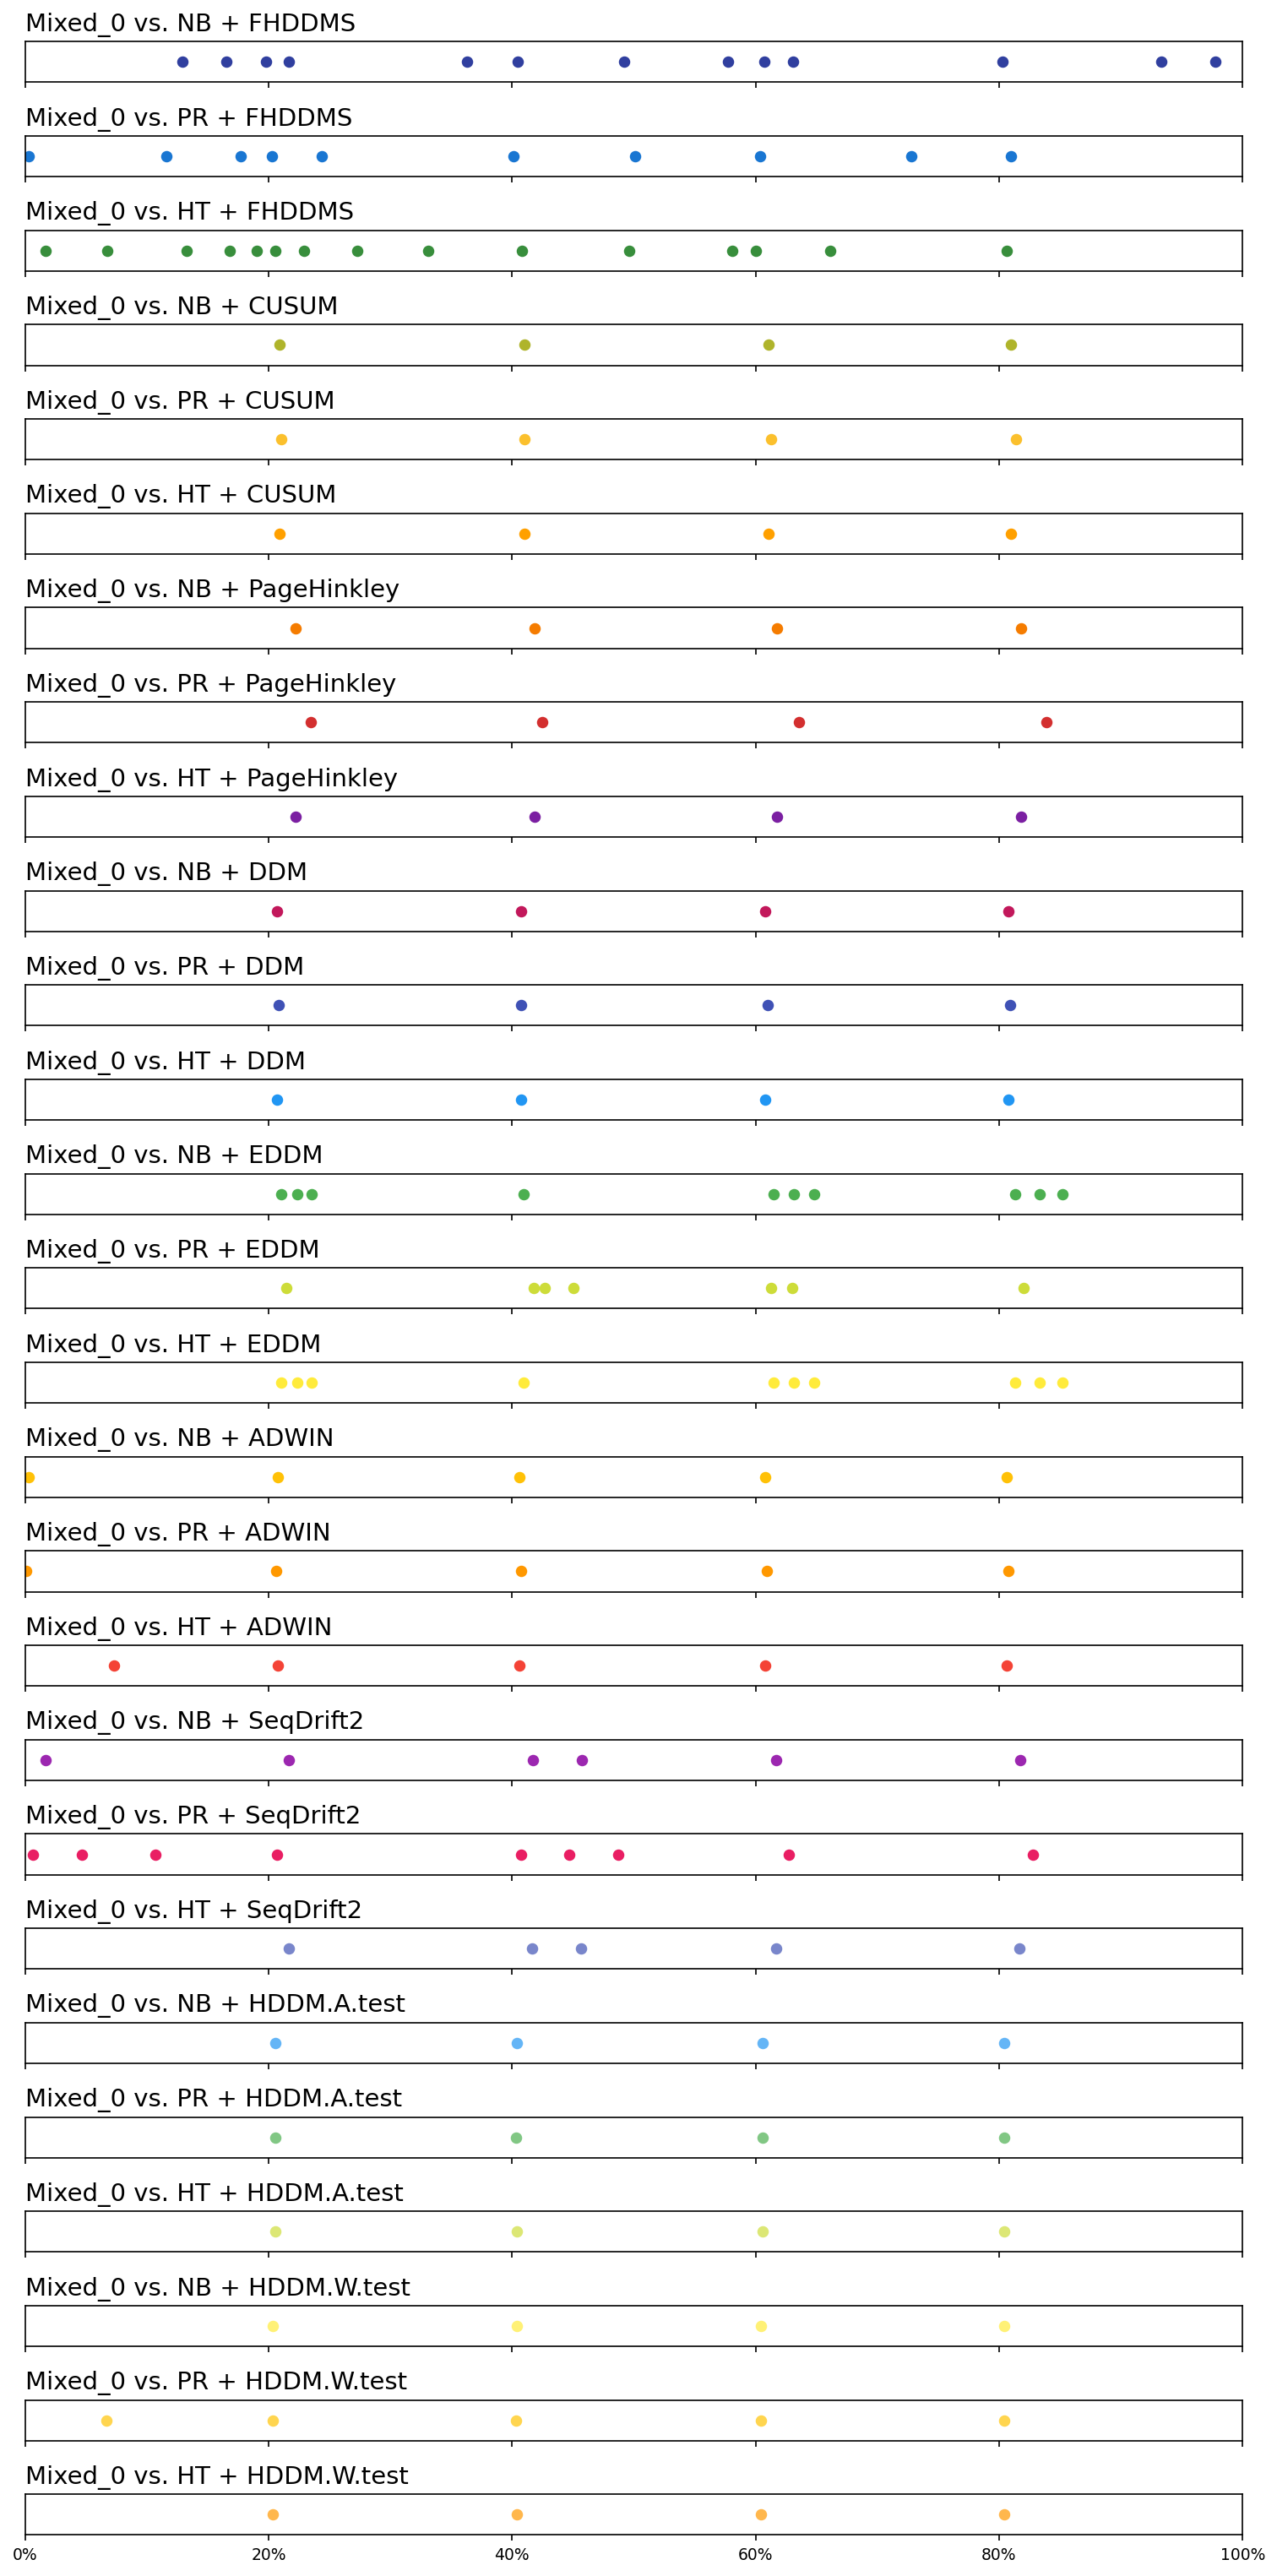 Mixed_0 vs. NB + FHDDMS
Mixed_0 vs. PR + FHDDMS
Mixed_0 vs. HT + FHDDMS
Mixed_0 vs. NB + CUSUM
Mixed_0 vs. PR + CUSUM
Mixed_0 vs. HT + CUSUM
Mixed_0 vs. NB + PageHinkley
Mixed_0 vs. PR + PageHinkley
Mixed_0 vs. HT + PageHinkley
Mixed_0 vs. NB + DDM
Mixed_0 vs. PR + DDM
Mixed_0 vs. HT + DDM
Mixed_0 vs. NB + EDDM
Mixed_0 vs. PR + EDDM
Mixed_0 vs. HT + EDDM
Mixed_0 vs. NB + ADWIN
Mixed_0 vs. PR + ADWIN
Mixed_0 vs. HT + ADWIN
Mixed_0 vs. NB + SeqDrift2
Mixed_0 vs. PR + SeqDrift2
Mixed_0 vs. HT + SeqDrift2
Mixed_0 vs. NB + HDDM.A.test
Mixed_0 vs. PR + HDDM.A.test
Mixed_0 vs. HT + HDDM.A.test
Mixed_0 vs. NB + HDDM.W.test
Mixed_0 vs. PR + HDDM.W.test
Mixed_0 vs. HT + HDDM.W.test
0% 20% 40% 60% 80% 100%